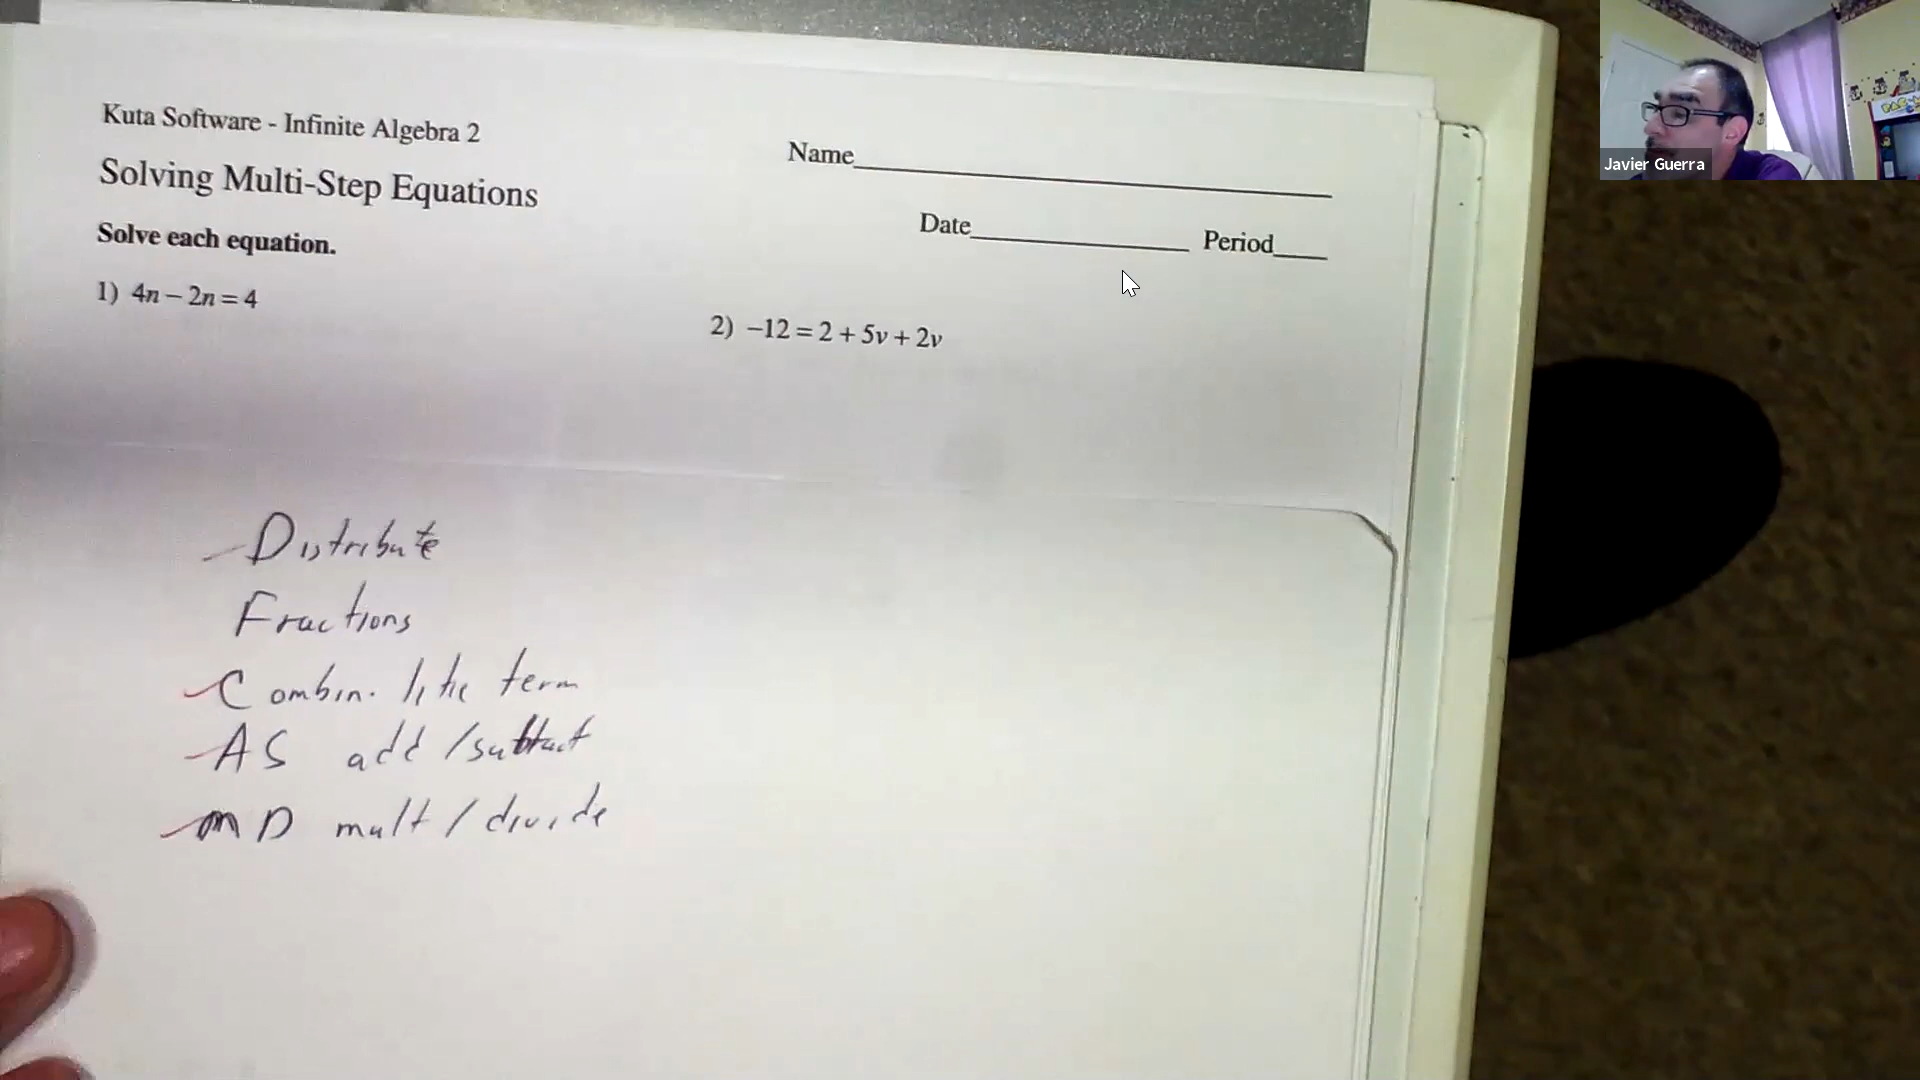 Kuta Software - Infinite Algebra 2
Name
Solving Multi-Step Equations
Date Period
Solve each equation.
1) 4n – 2n = 4
2) –12 = 2 + 5v + 2v
Distribute
Fractions
Combin. like term
AS add /subtract
MD mult / divide
Javier Guerra